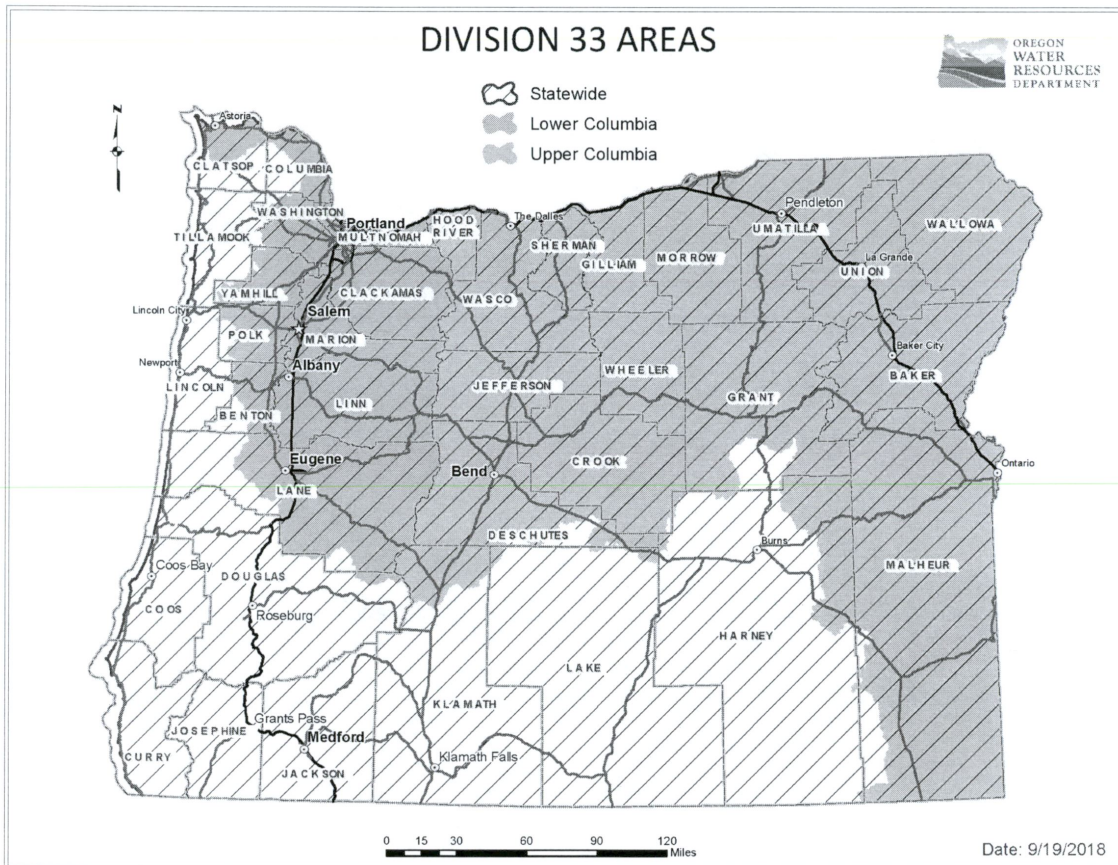 DIVISION 33 AREAS
OREGON
WATER
RESOURCES
DEPARTMENT
Statewide
Lower Columbia
Upper Columbia
N
Astoria
CLATSOP
COLUMBIA
WASHINGTON
Portland
HOOD
RIVER
The Dalles
Pendleton
TILLAMOOK
MULTNOMAH
SHERMAN
UMATILLA
WALLOWA
GILLIAM
MORROW
La Grande
UNION
YAMHILL
CLACKAMAS
WASCO
Lincoln City
Salem
POLK
MARION
Baker City
Newport
Albany
WHEELER
BAKER
LINCOLN
JEFFERSON
BENTON
LINN
GRANT
Eugene
Bend
CROOK
Ontario
LANE
DESCHUTES
Burns
Coos Bay
DOUGLAS
MALHEUR
COOS
Roseburg
HARNEY
LAKE
KLAMATH
JOSEPHINE
Grants Pass
Medford
CURRY
Klamath Falls
JACKSON
0 15 30 60 90 120
Miles
Date: 9/19/2018